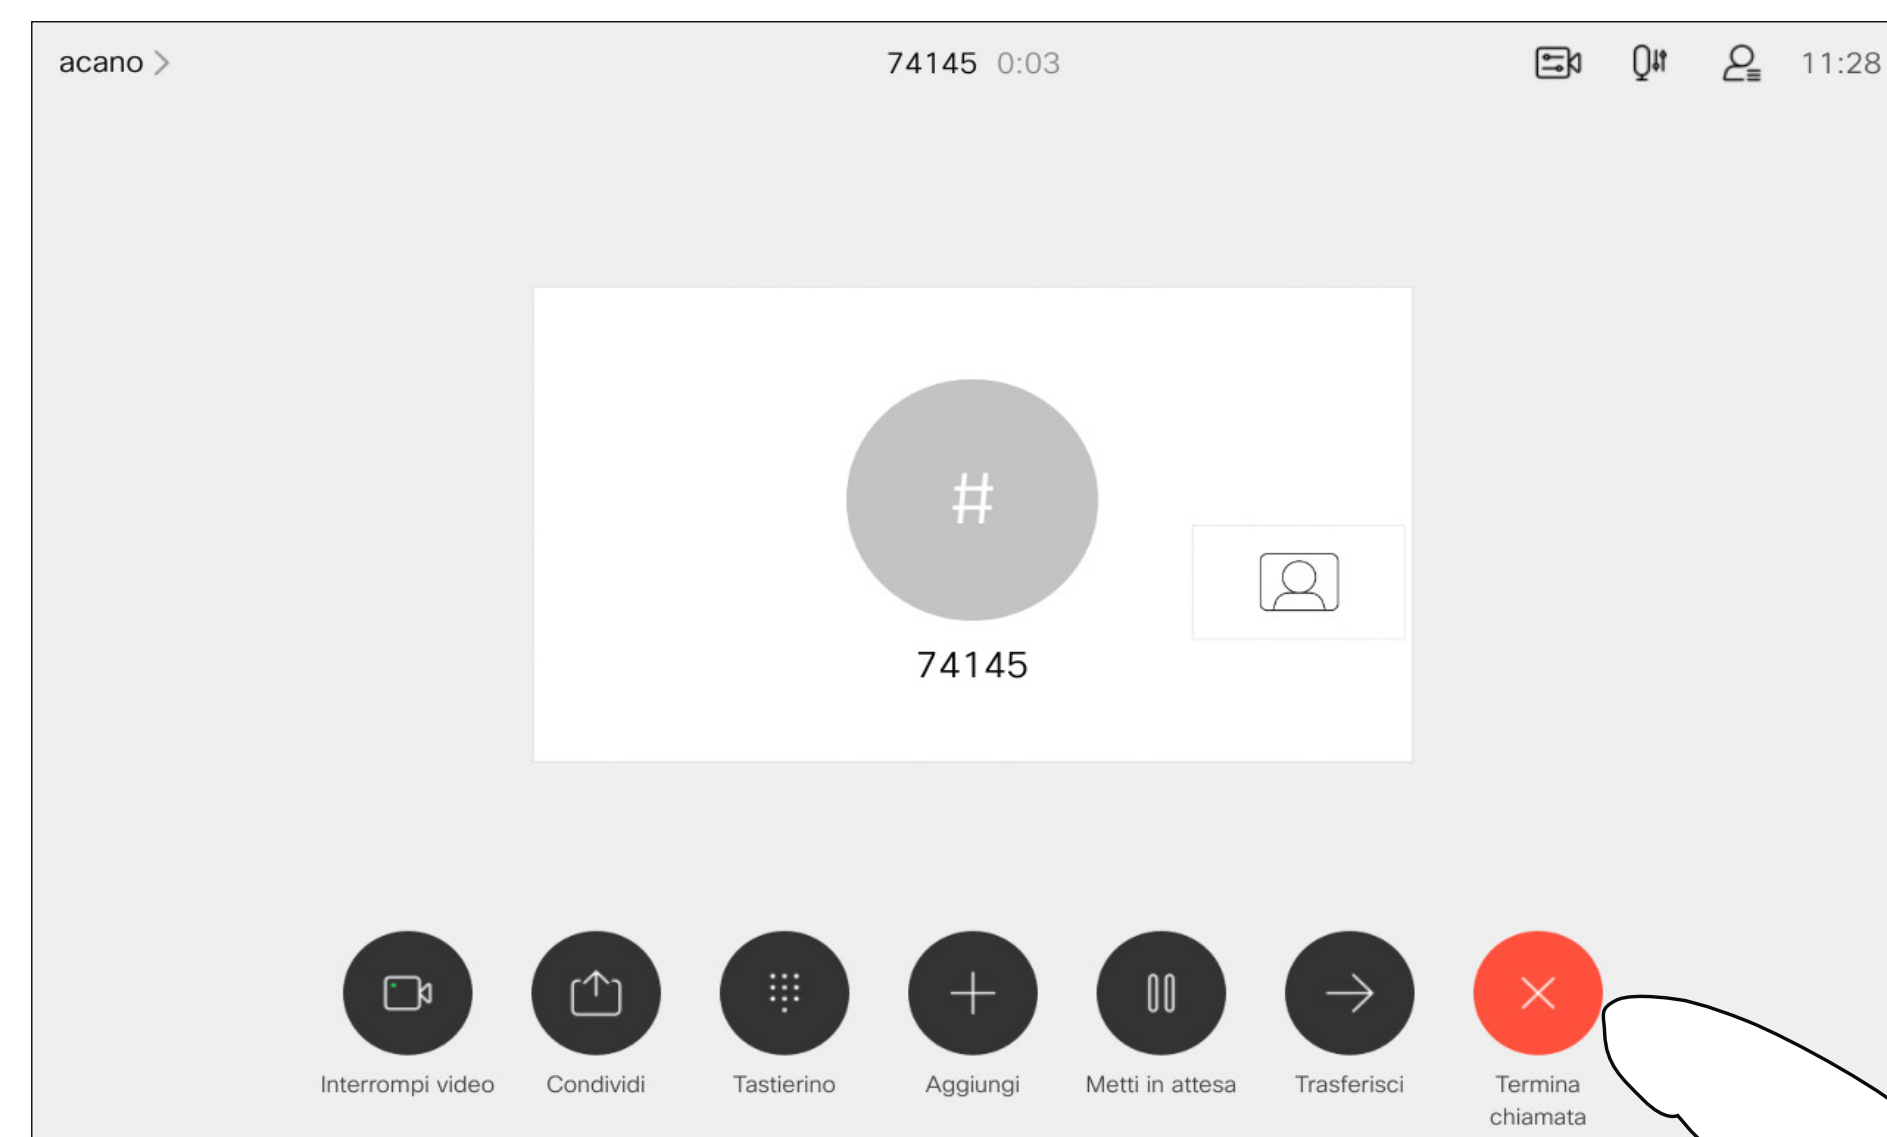 acano
74145 0:03
11:28
#
74145
Interrompi video
Condividi
Tastierino
Aggiungi
Metti in attesa
Trasferisci
Termina
chiamata